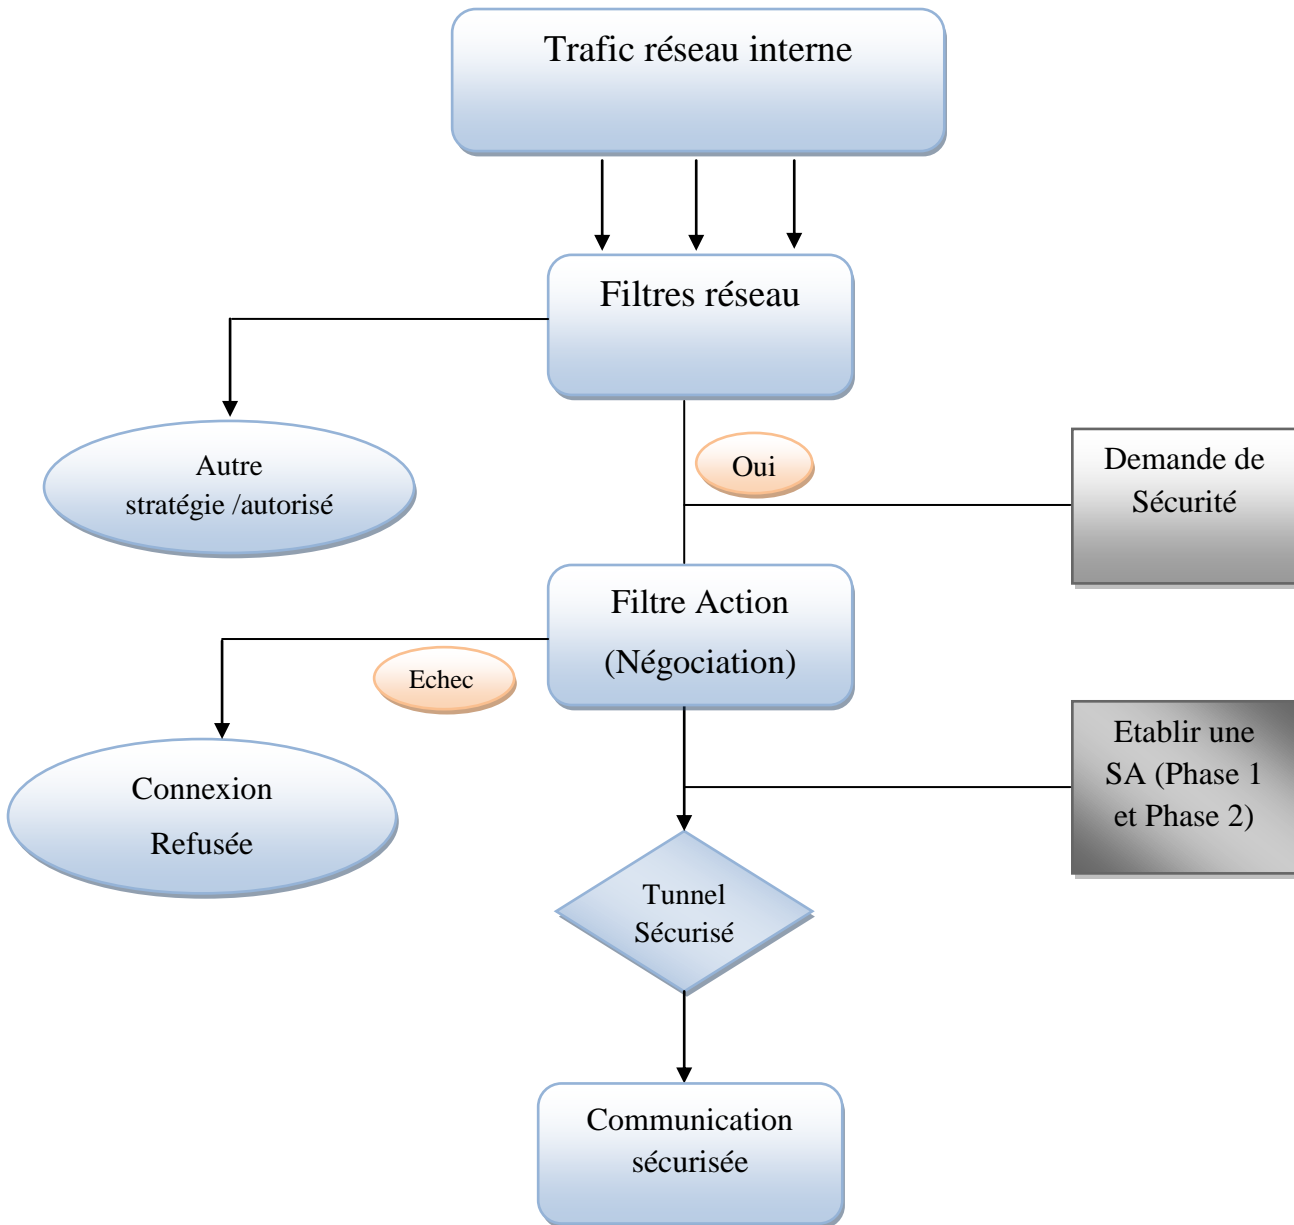 Trafic réseau interne
Filtres réseau
Autre
stratégie /autorisé
Oui
Demande de
Sécurité
Filtre Action
(Négociation)
Echec
Connexion
Refusée
Etablir une
SA (Phase 1
et Phase 2)
Tunnel
Sécurisé
Communication
sécurisée